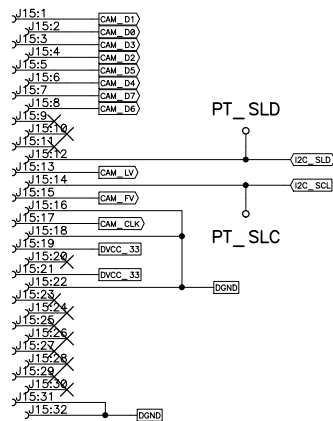 J15:1 CAM_D1
J15:2 CAM_D0
J15:3 CAM_D3
J15:4 CAM_D2
J15:5 CAM_D5
J15:6 CAM_D4
J15:7 CAM_D7
J15:8 CAM_D6
J15:9
PT_SLD
J15:10
J15:11
J15:12 I2C_SLD
J15:13 CAM_LV
J15:14 I2C_SCL
J15:15 CAM_FV
J15:16
J15:17 CAM_CLK
J15:18
PT_SLC
J15:19 DVCC_33
J15:20
J15:21 DVCC_33
J15:22 DGND
J15:23
J15:24
J15:25
J15:26
J15:27
J15:28
J15:29
J15:30
J15:31
J15:32 DGND